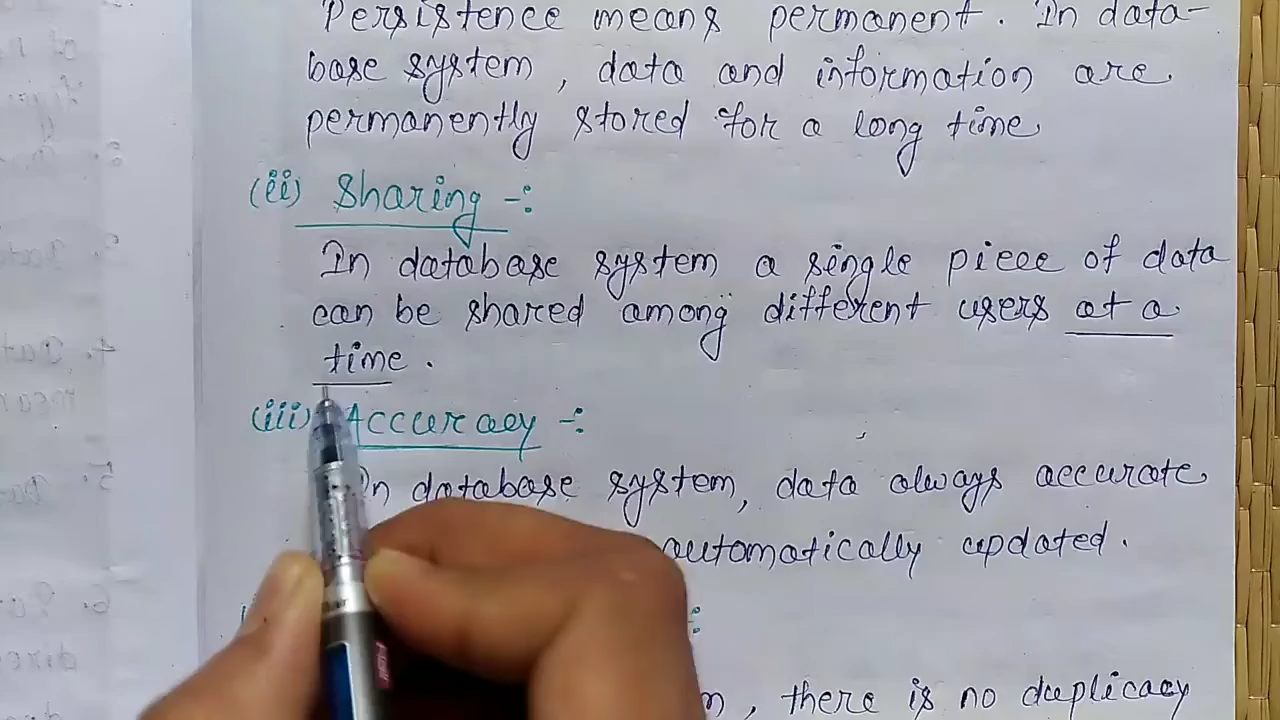 Persistence means permanent. In data-
base system, data and information are
permanently stored for a long time
(ii) Sharing -:
In database system a single piece of data
can be shared among different users at a
time.
(iii) Accuracy -:
In database system, data always accurate
automatically updated.
, there is no duplicacy